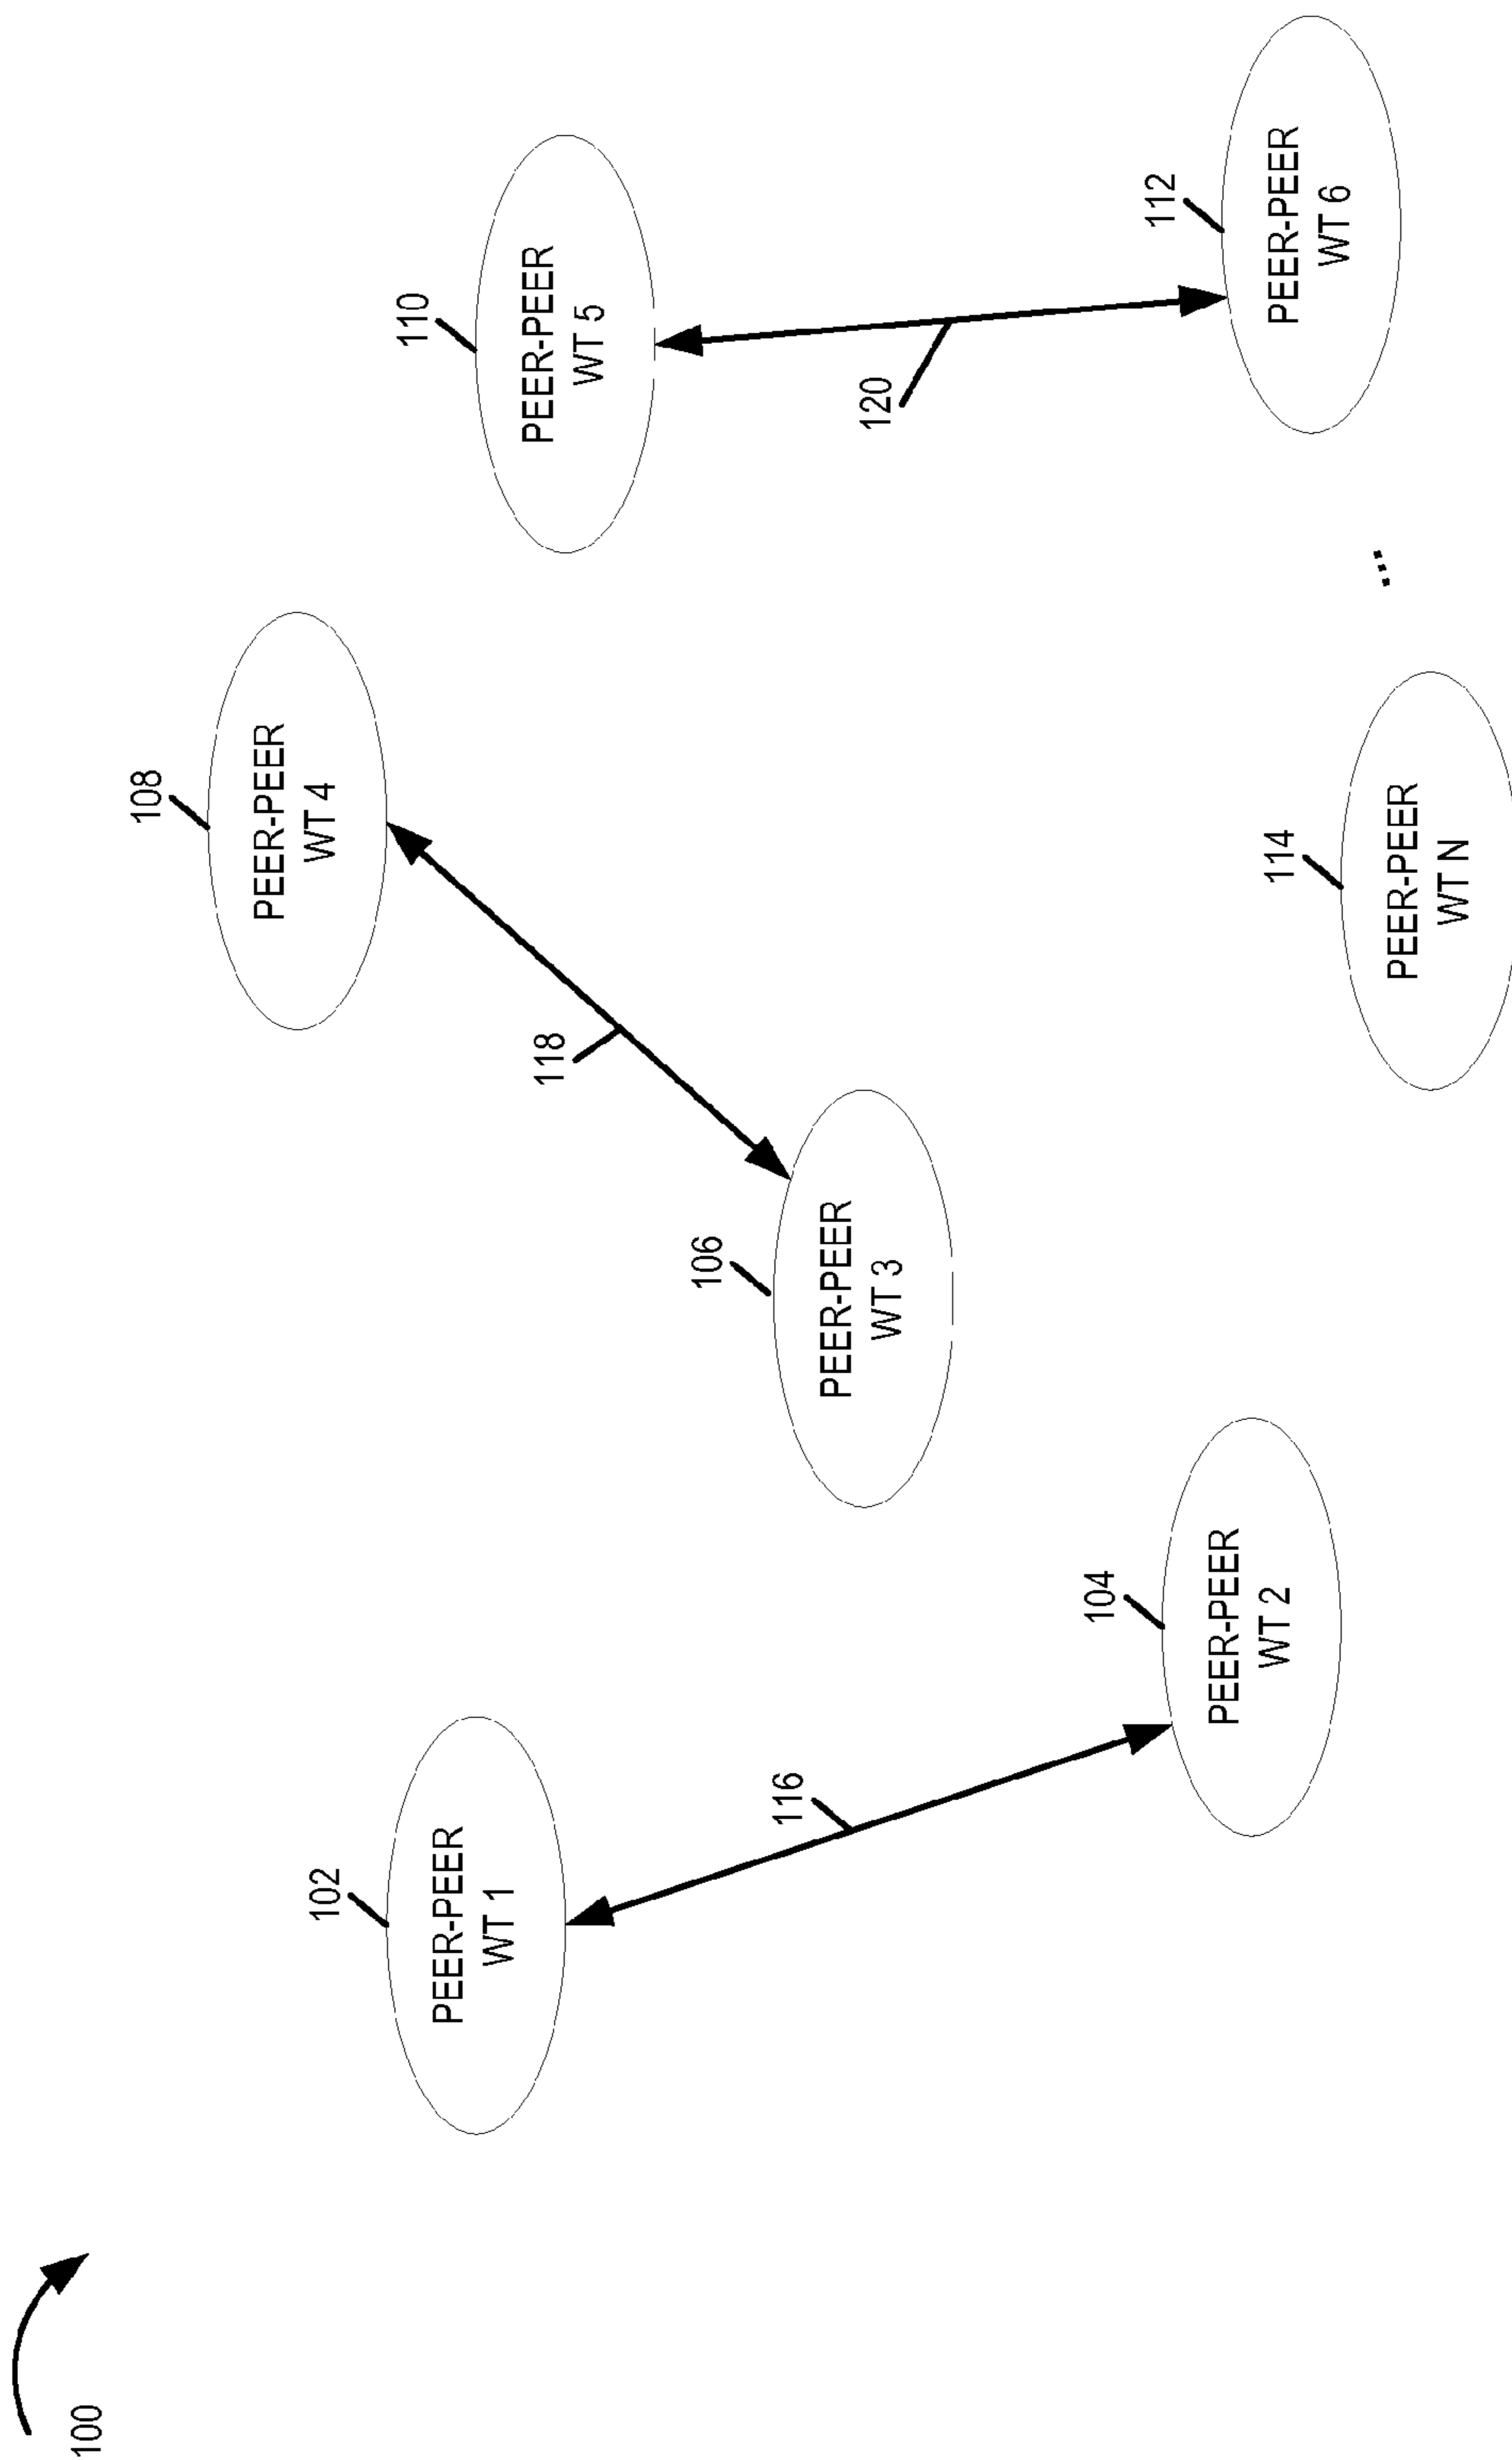 100
108
PEER-PEER
WT 4
102
PEER-PEER
WT 1
110
PEER-PEER
WT 5
118
106
PEER-PEER
WT 3
116
120
104
PEER-PEER
WT 2
112
PEER-PEER
WT 6
...
114
PEER-PEER
WT N